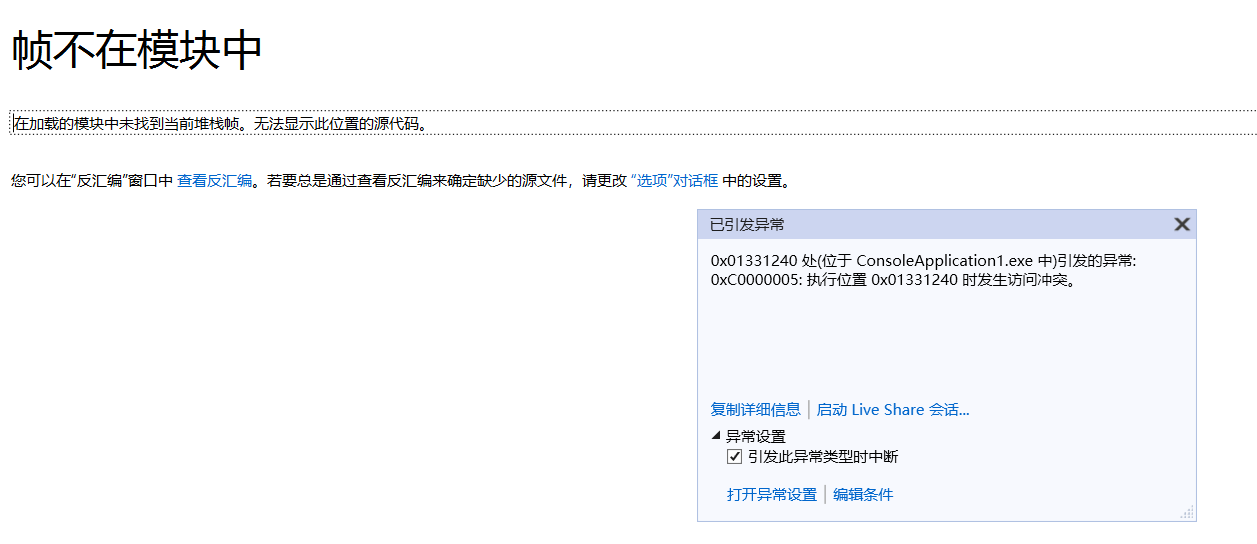 帧不在模块中
在加载的模块中未找到当前堆栈帧。无法显示此位置的源代码。
您可以在“反汇编”窗口中 查看反汇编。若要总是通过查看反汇编来确定缺少的源文件，请更改 “选项”对话框 中的设置。
已引发异常
0x01331240 处(位于 ConsoleApplication1.exe 中)引发的异常:
0xC0000005: 执行位置 0x01331240 时发生访问冲突。
复制详细信息 | 启动 Live Share 会话...
异常设置
引发此异常类型时中断
打开异常设置 | 编辑条件